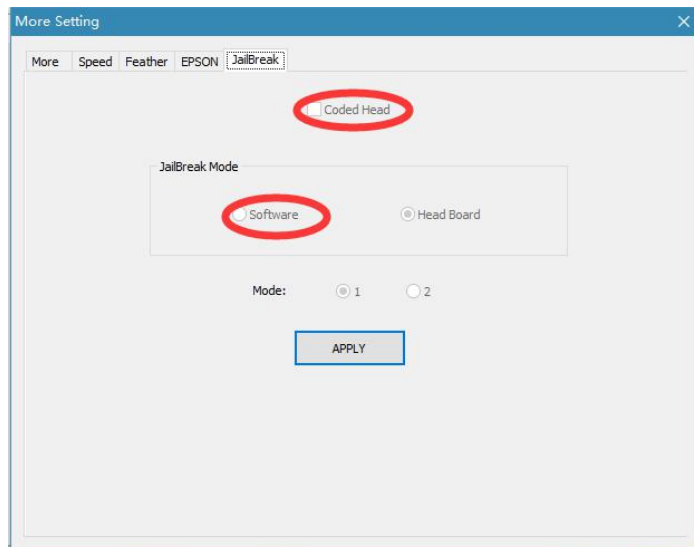 More Setting
More Speed Feather EPSON JailBreak
Coded Head
JailBreak Mode
Software Head Board
Mode: 1 2
APPLY